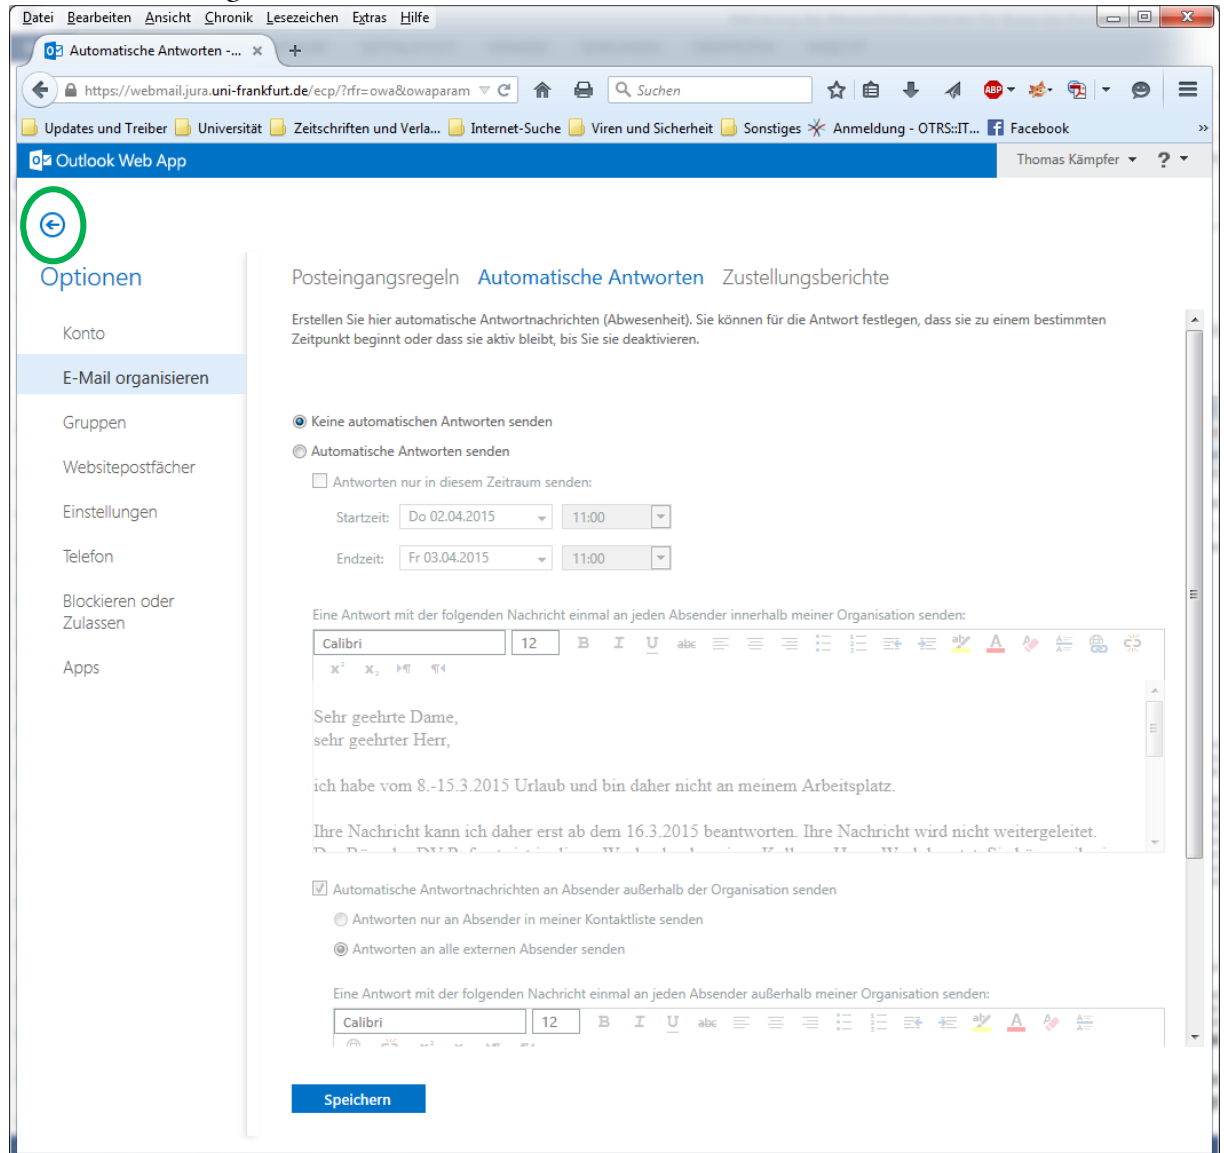 Datei Bearbeiten Ansicht Chronik Lesezeichen Extras Hilfe
Automatische Antworten -...
https://webmail.jura.uni-frankfurt.de/ecp/?rfr=owa&owaparam
Suchen
ABP
Updates und Treiber Universität Zeitschriften und Verla... Internet-Suche Viren und Sicherheit Sonstiges Anmeldung - OTRS::IT... Facebook »
Outlook Web App
Thomas Kämpfer ?
Optionen
Konto
E-Mail organisieren
Gruppen
Websitepostfächer
Einstellungen
Telefon
Blockieren oder
Zulassen
Apps
Posteingangsregeln Automatische Antworten Zustellungsberichte
Erstellen Sie hier automatische Antwortnachrichten (Abwesenheit). Sie können für die Antwort festlegen, dass sie zu einem bestimmten
Zeitpunkt beginnt oder dass sie aktiv bleibt, bis Sie sie deaktivieren.
Keine automatischen Antworten senden
Automatische Antworten senden
Antworten nur in diesem Zeitraum senden:
Startzeit: Do 02.04.2015 11:00
Endzeit: Fr 03.04.2015 11:00
Eine Antwort mit der folgenden Nachricht einmal an jeden Absender innerhalb meiner Organisation senden:
Calibri 12 B I U abc
Sehr geehrte Dame,
sehr geehrter Herr,
ich habe vom 8.-15.3.2015 Urlaub und bin daher nicht an meinem Arbeitsplatz.
Ihre Nachricht kann ich daher erst ab dem 16.3.2015 beantworten. Ihre Nachricht wird nicht weitergeleitet.
Automatische Antwortnachrichten an Absender außerhalb der Organisation senden
Antworten nur an Absender in meiner Kontaktliste senden
Antworten an alle externen Absender senden
Eine Antwort mit der folgenden Nachricht einmal an jeden Absender außerhalb meiner Organisation senden:
Calibri 12 B I U abc
Speichern